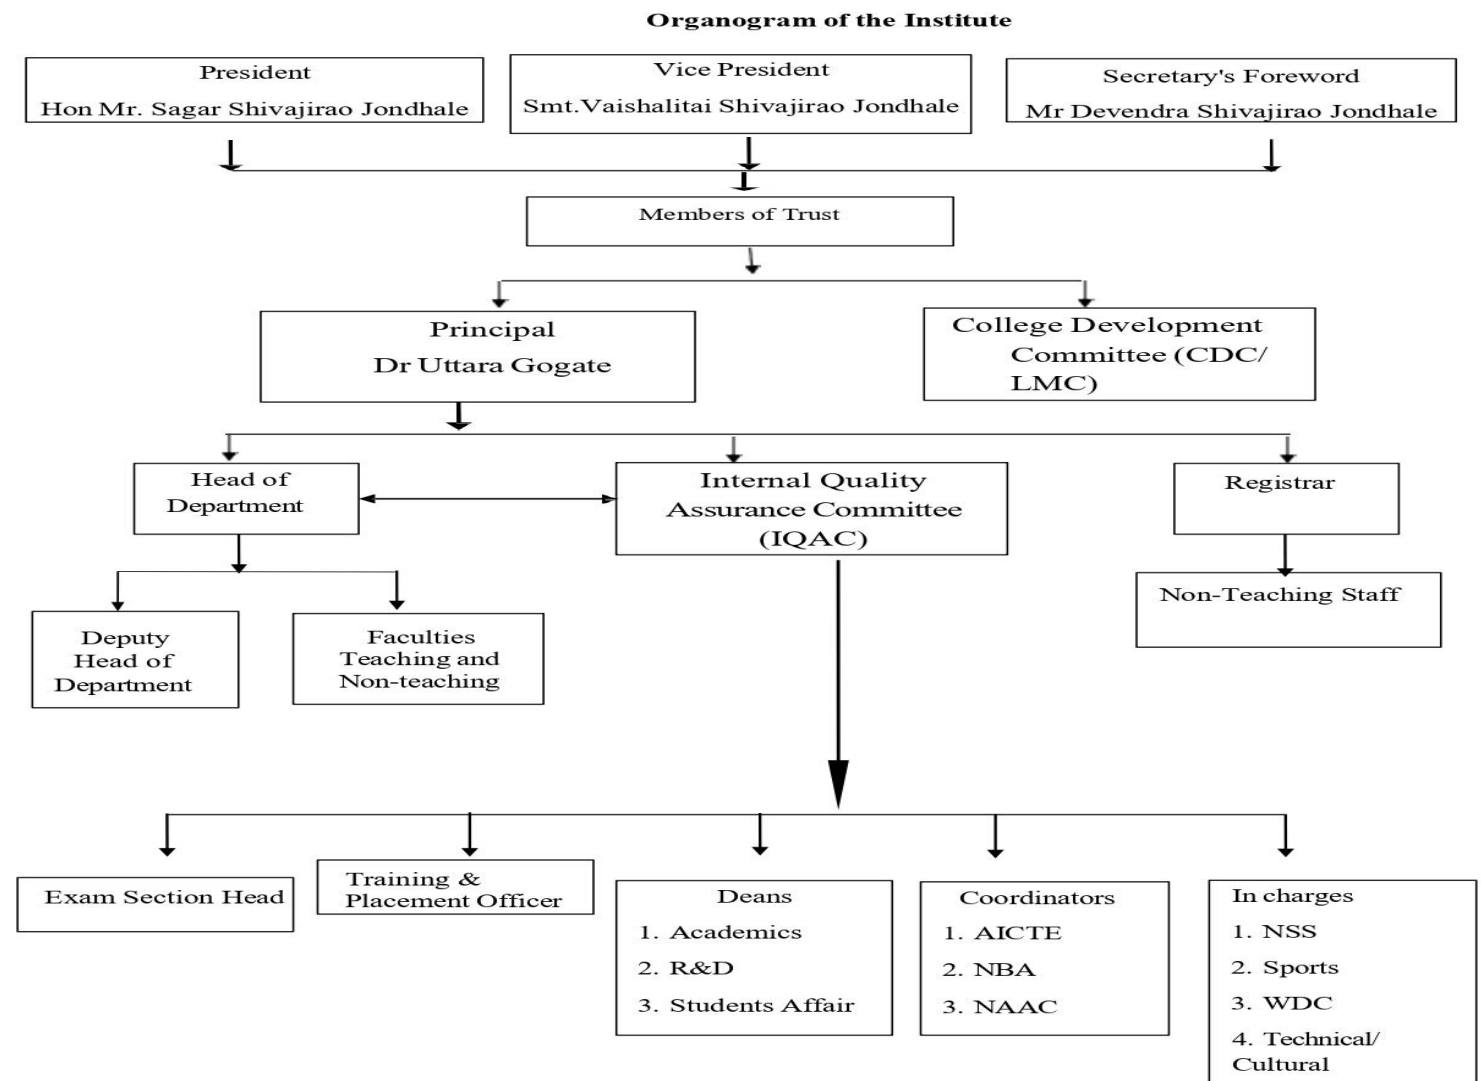 Organogram of the Institute
President
Hon Mr. Sagar Shivajirao Jondhale
Vice President
Smt.Vaishalitai Shivajirao Jondhale
Secretary's Foreword
Mr Devendra Shivajirao Jondhale
Members of Trust
Principal
Dr Uttara Gogate
College Development
Committee (CDC/
LMC)
Head of
Department
Internal Quality
Assurance Committee
(IQAC)
Registrar
Non-Teaching Staff
Deputy
Head of
Department
Faculties
Teaching and
Non-teaching
Exam Section Head
Training &
Placement Officer
Deans
1. Academics
2. R&D
3. Students Affair
Coordinators
1. AICTE
2. NBA
3. NAAC
In charges
1. NSS
2. Sports
3. WDC
4. Technical/
Cultural